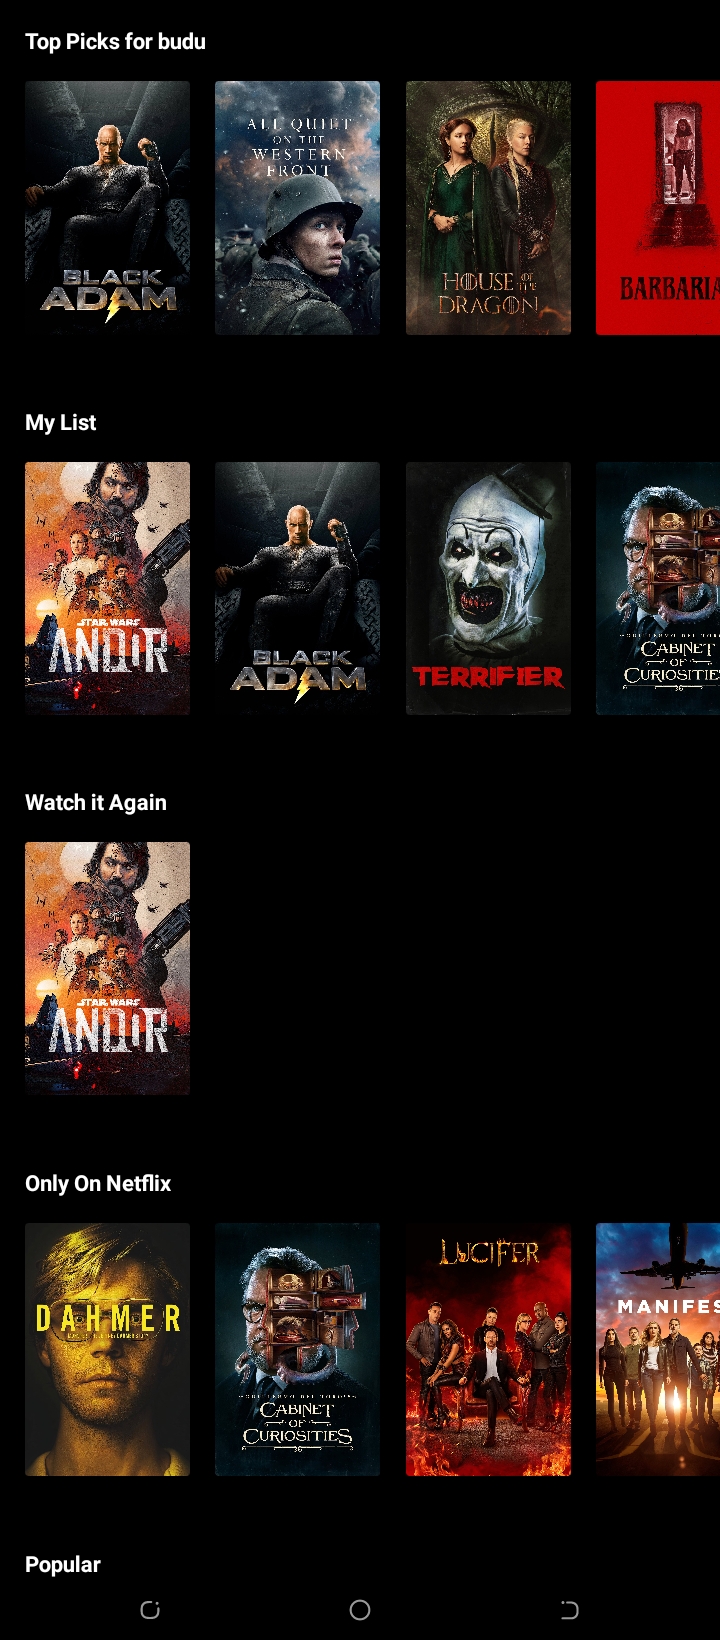 Top Picks for budu
BLACK
ADAM
ALL QUIET
ON THE
WESTERN
FRONT
HOUSE OF THE
DRAGON
BARBARIA
My List
STAR WARS
ANDOR
BLACK
ADAM
TERRIFIER
CABINET
OF
CURIOSITIES
Watch it Again
STAR WARS
ANDOR
Only On Netflix
DAHMER
CABINET
OF
CURIOSITIES
LUCIFER
MANIFES
Popular